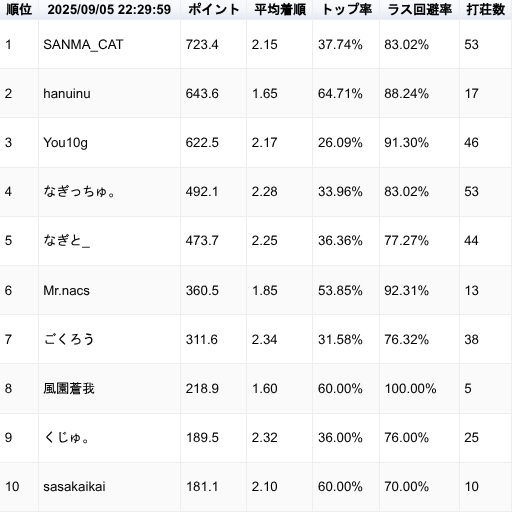 順位 2025/09/05 22:29:59 ポイント 平均着順 トップ率 ラス回避率 打荘数
1 SANMA_CAT 723.4 2.15 37.74% 83.02% 53
2 hanuinu 643.6 1.65 64.71% 88.24% 17
3 You10g 622.5 2.17 26.09% 91.30% 46
4 なぎっちゅ。 492.1 2.28 33.96% 83.02% 53
5 なぎと_ 473.7 2.25 36.36% 77.27% 44
6 Mr.nacs 360.5 1.85 53.85% 92.31% 13
7 ごくろう 311.6 2.34 31.58% 76.32% 38
8 風園蒼我 218.9 1.60 60.00% 100.00% 5
9 くじゅ。 189.5 2.32 36.00% 76.00% 25
10 sasakaikai 181.1 2.10 60.00% 70.00% 10